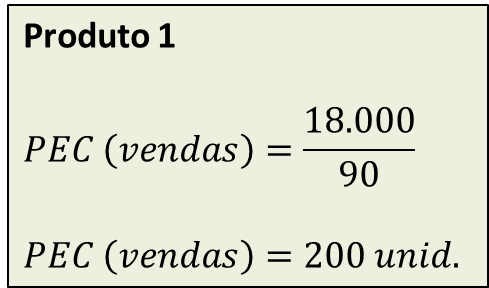 Produto 1
PEC (vendas) = 18.000/90
PEC (vendas) = 200 unid.